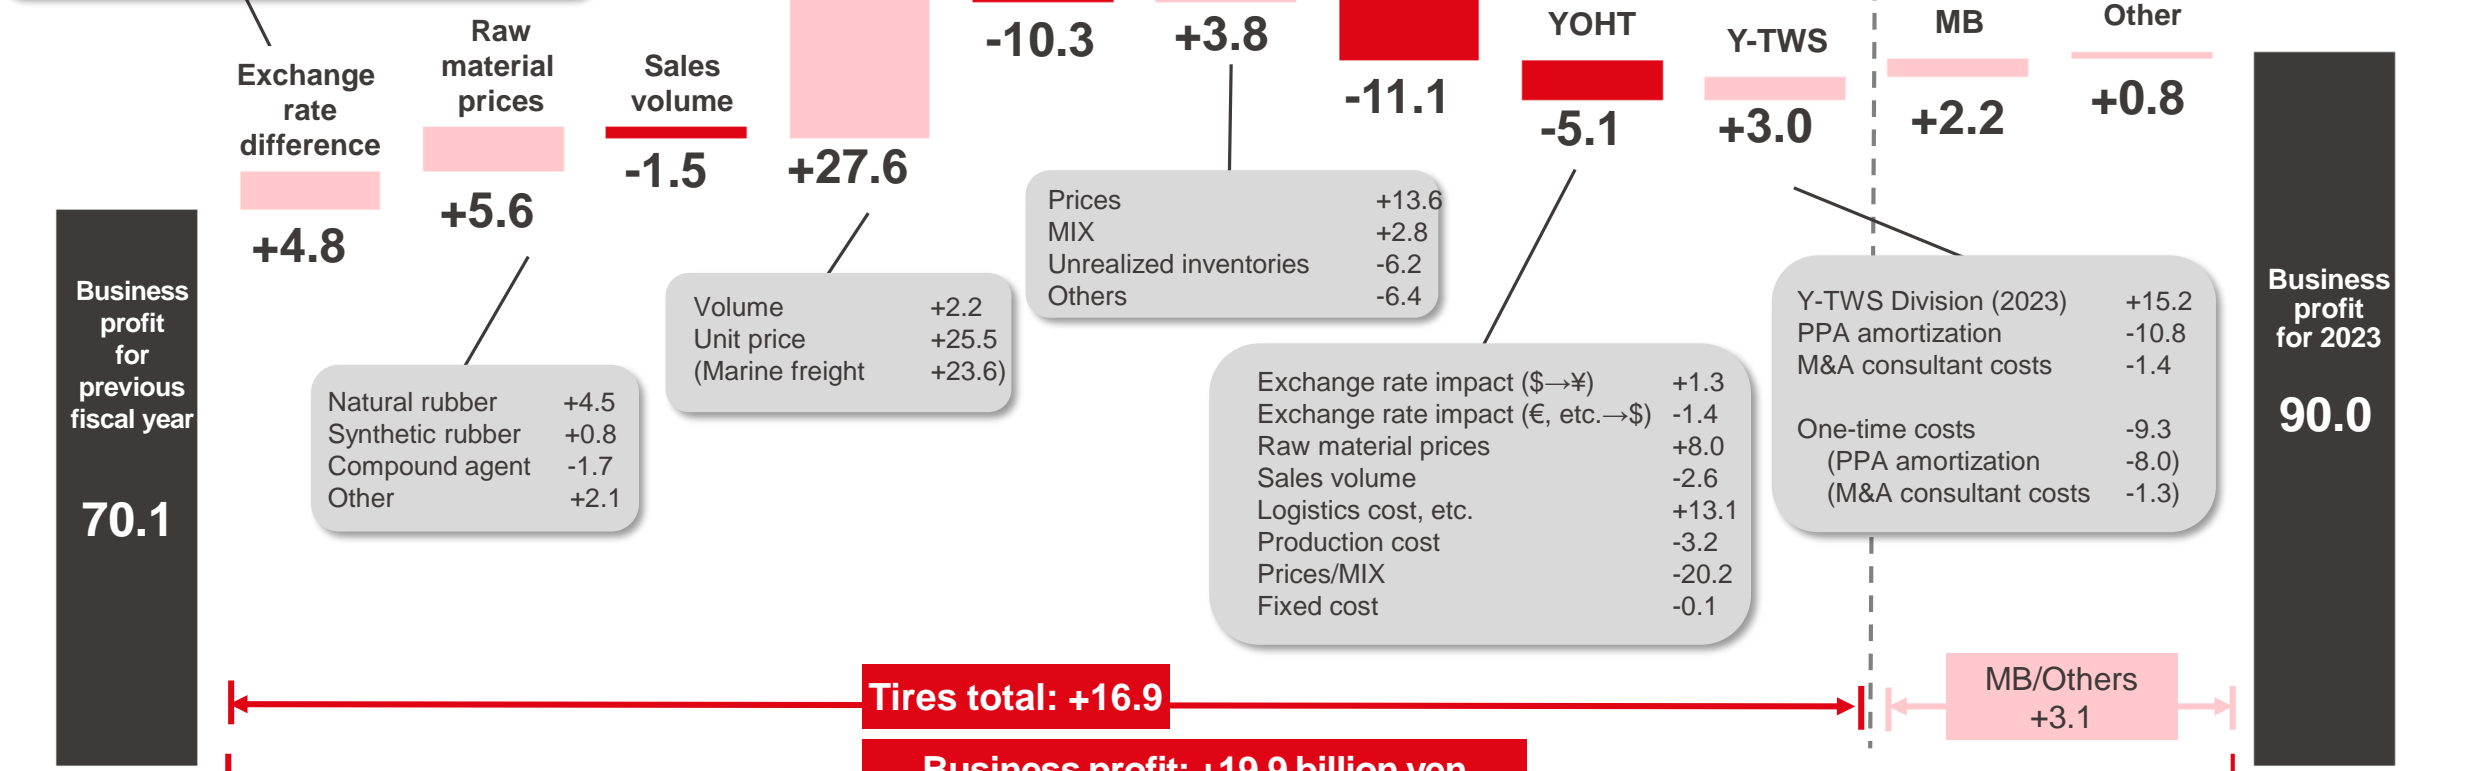 Business
profit
for
previous
fiscal year
70.1
Exchange
rate
difference
+4.8
Raw
material
prices
+5.6
Sales
volume
-1.5
+27.6
-10.3
+3.8
-11.1
YOHT
-5.1
Y-TWS
+3.0
MB
+2.2
Other
+0.8
Business
profit
for 2023
90.0
Natural rubber +4.5
Synthetic rubber +0.8
Compound agent -1.7
Other +2.1
Volume +2.2
Unit price +25.5
(Marine freight +23.6)
Prices +13.6
MIX +2.8
Unrealized inventories -6.2
Others -6.4
Exchange rate impact ($→¥) +1.3
Exchange rate impact (€, etc.→$) -1.4
Raw material prices +8.0
Sales volume -2.6
Logistics cost, etc. +13.1
Production cost -3.2
Prices/MIX -20.2
Fixed cost -0.1
Y-TWS Division (2023) +15.2
PPA amortization -10.8
M&A consultant costs -1.4
One-time costs -9.3
(PPA amortization -8.0)
(M&A consultant costs -1.3)
Tires total: +16.9
MB/Others
+3.1
Business profit: +19.9 billion yen